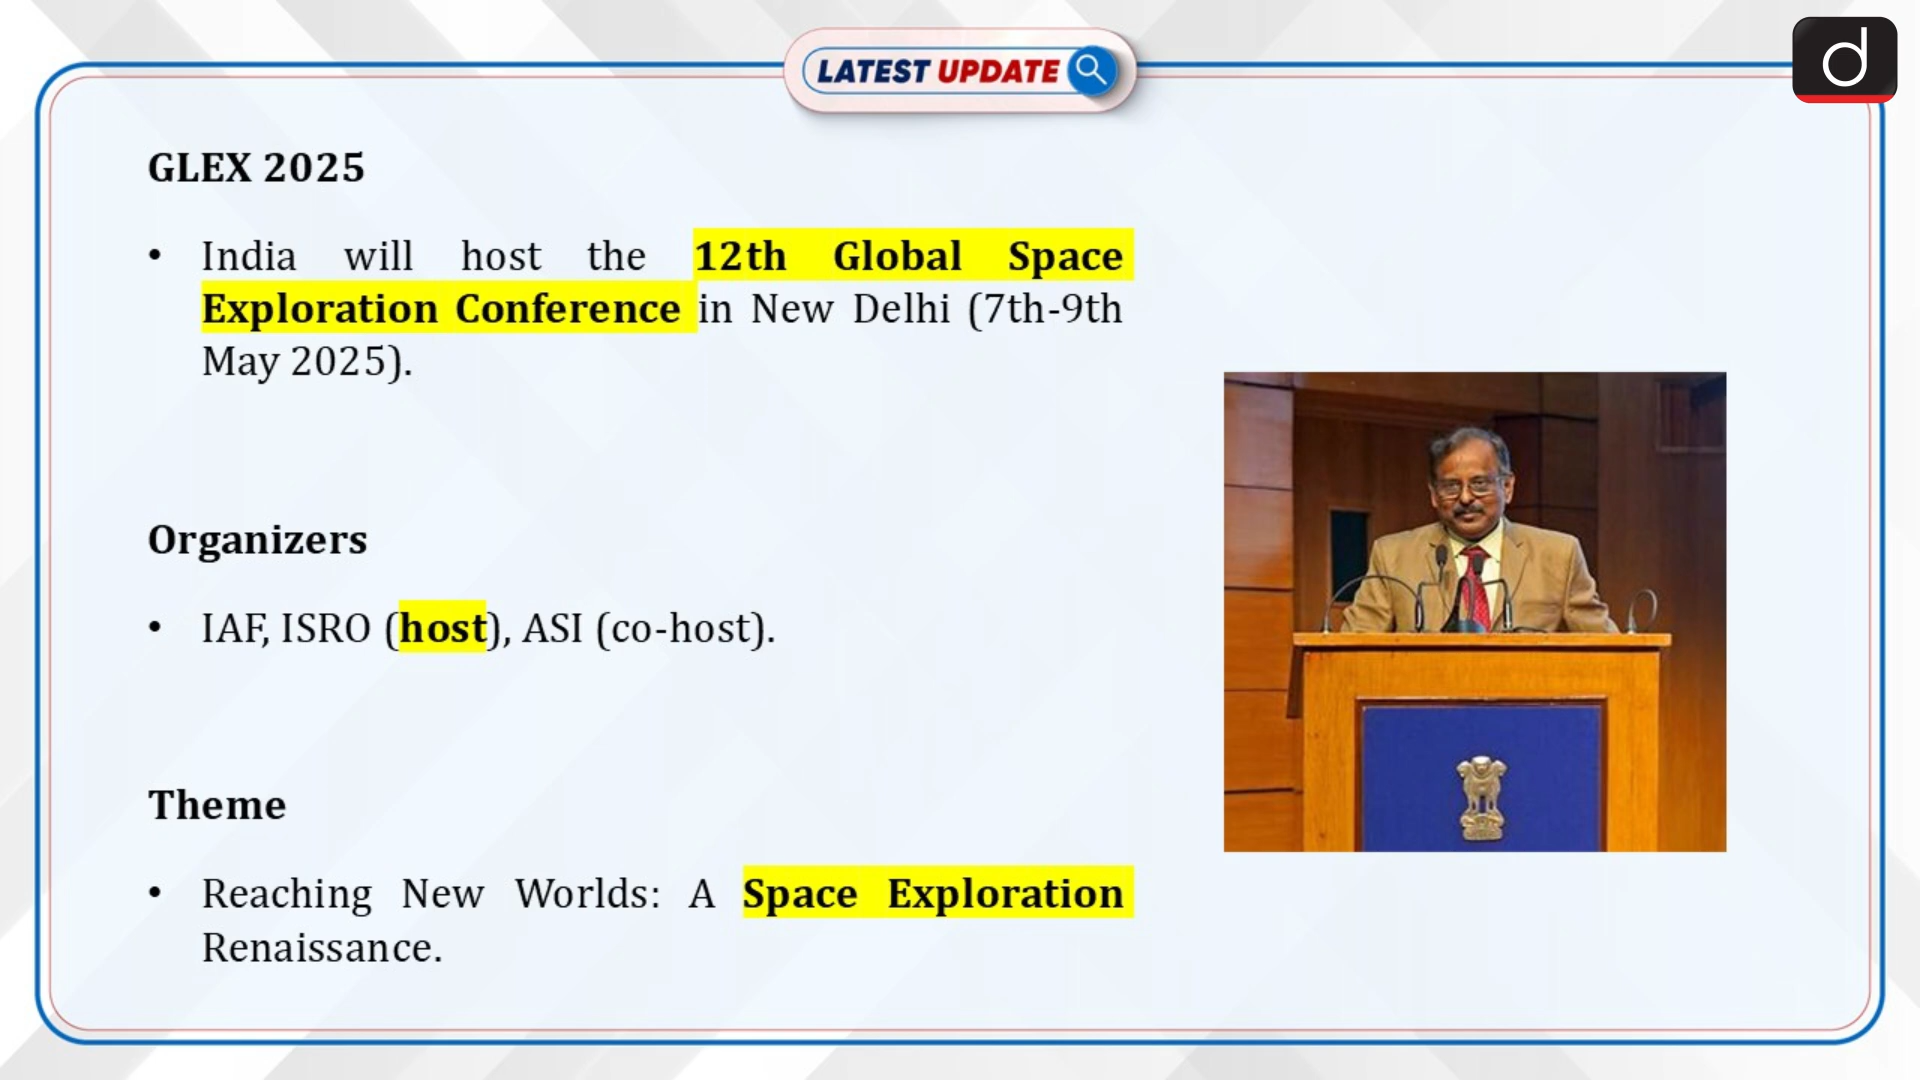 LATEST UPDATE
d
GLEX 2025
• India will host the 12th Global Space
Exploration Conference in New Delhi (7th-9th
May 2025).
Organizers
• IAF, ISRO (host), ASI (co-host).
Theme
• Reaching New Worlds: A Space Exploration
Renaissance.